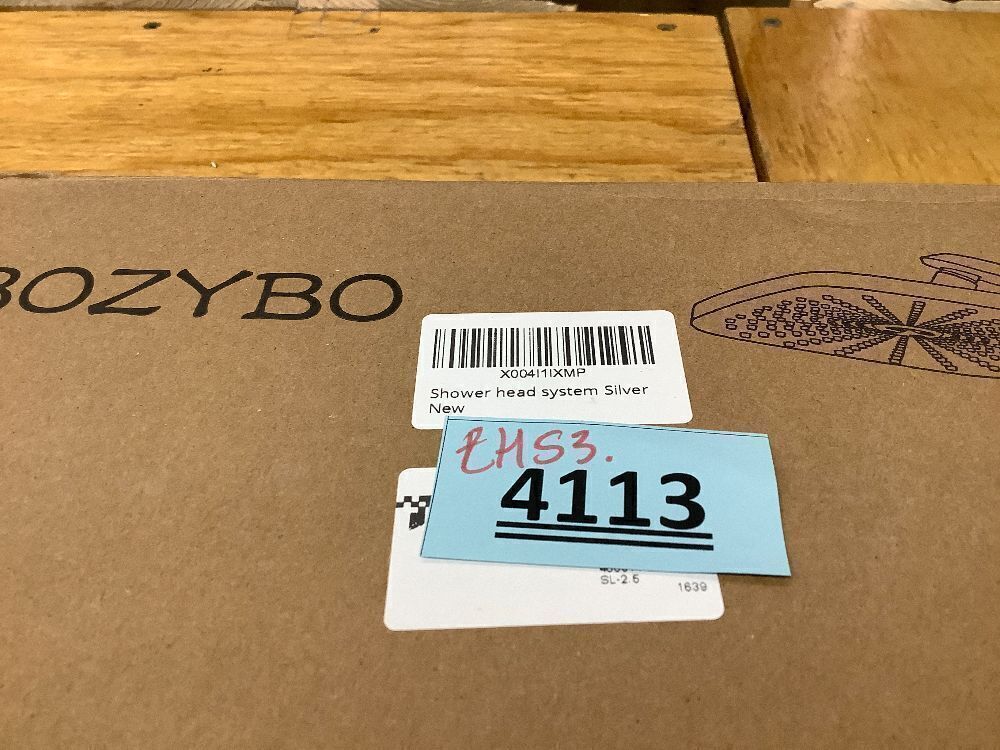 BOZYBO
X004I1IXMP
Shower head system Silver
New
EHS3.
4113
SL-2.5
1639